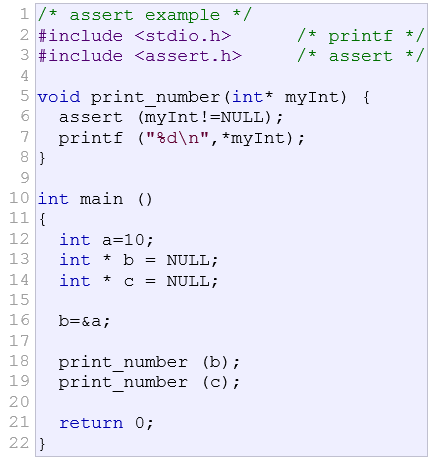 1 /* assert example */
2 #include <stdio.h>      /* printf */
3 #include <assert.h>     /* assert */
4
5 void print_number(int* myInt) {
6   assert (myInt!=NULL);
7   printf ("%d\n",*myInt);
8 }
9
10 int main ()
11 {
12   int a=10;
13   int * b = NULL;
14   int * c = NULL;
15
16   b=&a;
17
18   print_number (b);
19   print_number (c);
20
21   return 0;
22 }